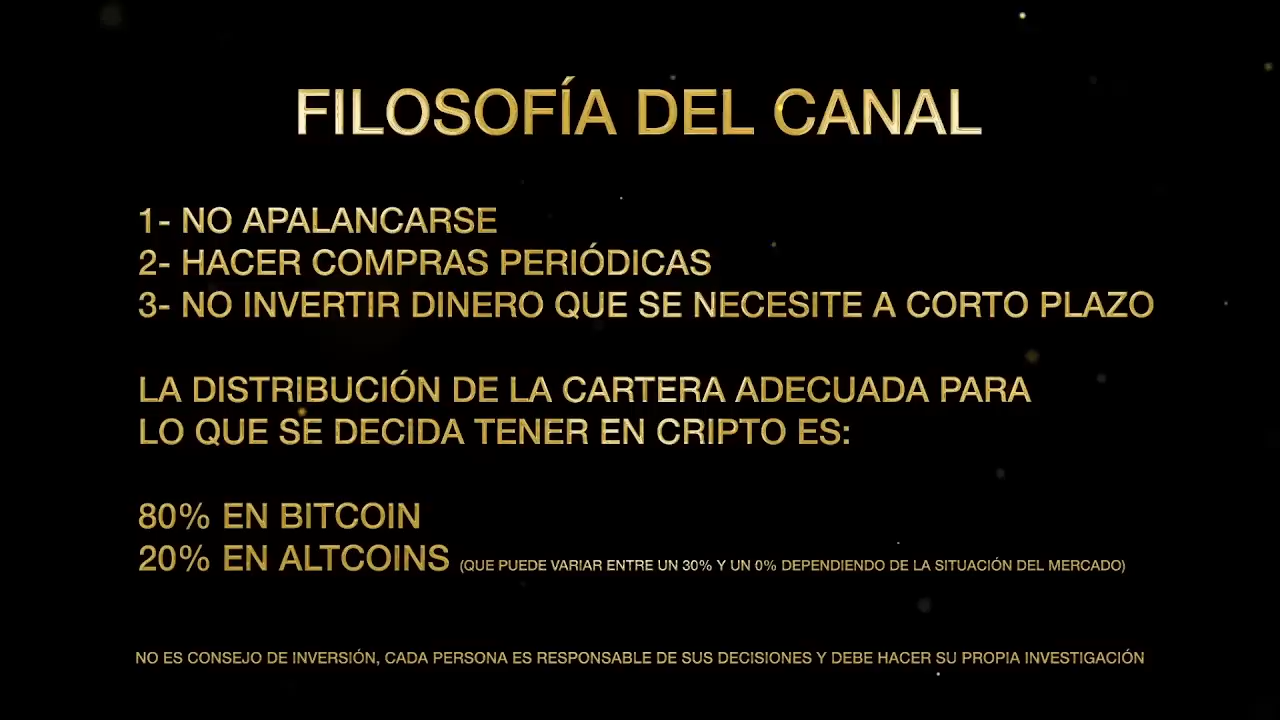 FILOSOFÍA DEL CANAL
1- NO APALANCARSE
2- HACER COMPRAS PERIÓDICAS
3- NO INVERTIR DINERO QUE SE NECESITE A CORTO PLAZO
LA DISTRIBUCIÓN DE LA CARTERA ADECUADA PARA
LO QUE SE DECIDA TENER EN CRIPTO ES:
80% EN BITCOIN
20% EN ALTCOINS (QUE PUEDE VARIAR ENTRE UN 30% Y UN 0% DEPENDIENDO DE LA SITUACIÓN DEL MERCADO)
NO ES CONSEJO DE INVERSIÓN, CADA PERSONA ES RESPONSABLE DE SUS DECISIONES Y DEBE HACER SU PROPIA INVESTIGACIÓN